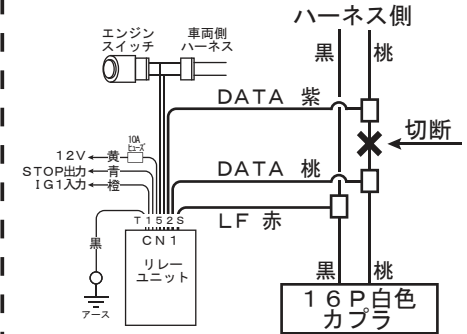 ハーネス側
エンジン
スイッチ
車両側
ハーネス
黒
桃
DATA 紫
切断
10A
ヒューズ
12V
黄
STOP出力
青
IG1入力
橙
DATA 桃
T152S
LF 赤
CN1
黒
リレー
ユニット
黒
桃
アース
16P白色
カプラ